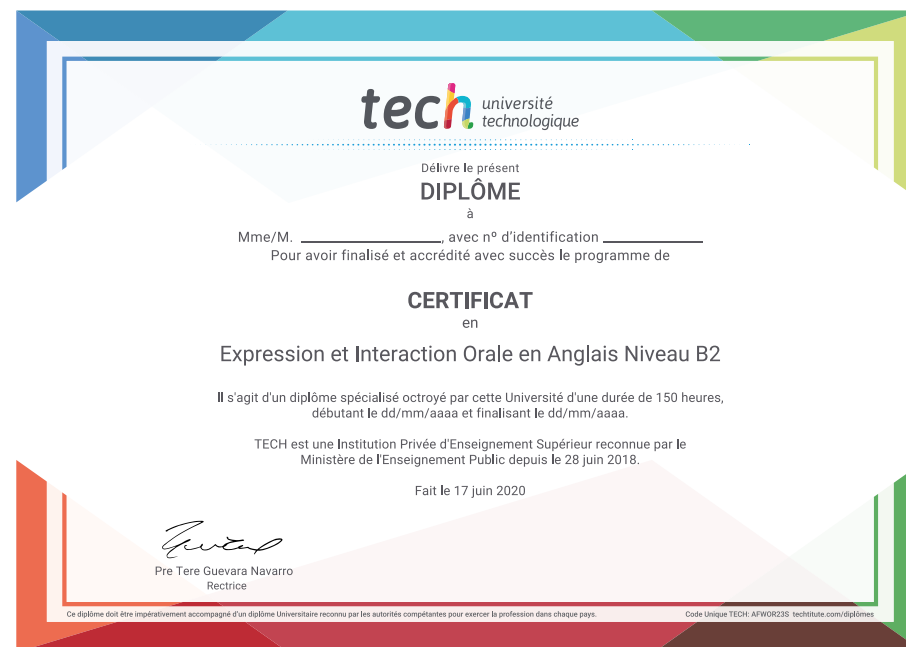 tech université
technologique
Délivre le présent
DIPLÔME
à
Mme/M. ____________________, avec nº d'identification ______________
Pour avoir finalisé et accrédité avec succès le programme de
CERTIFICAT
en
Expression et Interaction Orale en Anglais Niveau B2
Il s'agit d'un diplôme spécialisé octroyé par cette Université d'une durée de 150 heures,
débutant le dd/mm/aaaa et finalisant le dd/mm/aaaa.
TECH est une Institution Privée d'Enseignement Supérieur reconnue par le
Ministère de l'Enseignement Public depuis le 28 juin 2018.
Fait le 17 juin 2020
Pre Tere Guevara Navarro
Rectrice
Ce diplôme doit être impérativement accompagné d'un diplôme Universitaire reconnu par les autorités compétantes pour exercer la profession dans chaque pays.
Code Unique TECH: AFWOR23S techtitute.com/diplômes